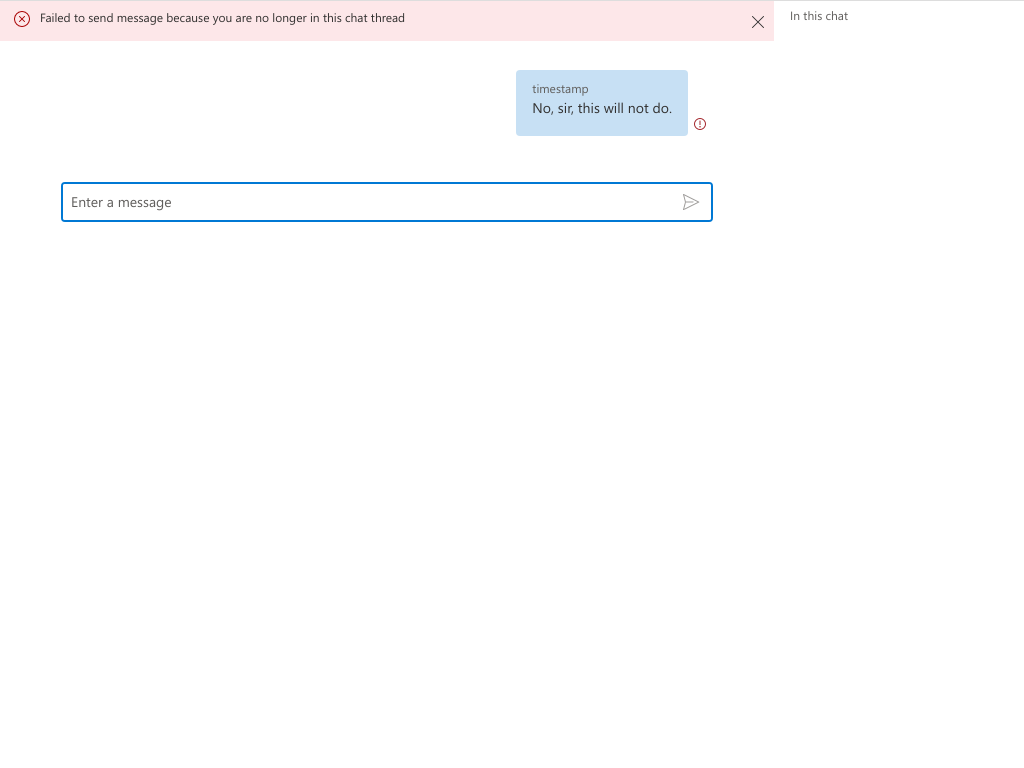 Failed to send message because you are no longer in this chat thread
In this chat
timestamp
No, sir, this will not do.
Enter a message